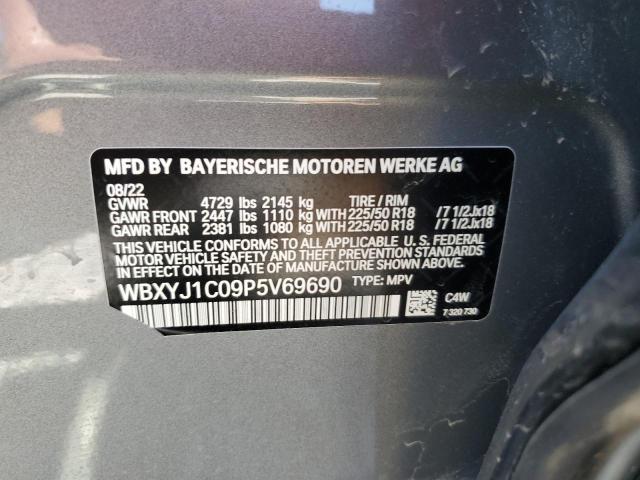 MFD BY BAYERISCHE MOTOREN WERKE AG
08/22
GVWR 4729 lbs 2145 kg TIRE / RIM
GAWR FRONT 2447 lbs 1110 kg WITH 225/50 R18 /7 1/2Jx18
GAWR REAR 2381 lbs 1080 kg WITH 225/50 R18 /7 1/2Jx18
THIS VEHICLE CONFORMS TO ALL APPLICABLE U. S. FEDERAL
MOTOR VEHICLE SAFETY AND THEFT PREVENTION STANDARDS
IN EFFECT ON THE DATE OF MANUFACTURE SHOWN ABOVE.
WBXYJ1C09P5V69690 TYPE: MPV
C4W
7 320 730